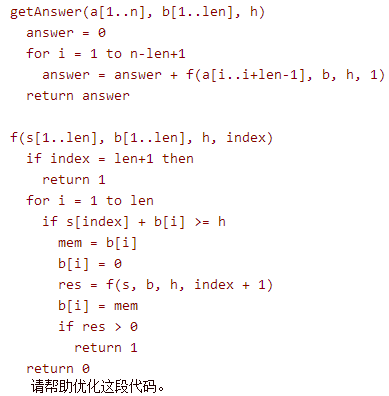 getAnswer(a[1..n], b[1..len], h)
answer = 0
for i = 1 to n-len+1
answer = answer + f(a[i..i+len-1], b, h, 1)
return answer
f(s[1..len], b[1..len], h, index)
if index = len+1 then
return 1
for i = 1 to len
if s[index] + b[i] >= h
mem = b[i]
b[i] = 0
res = f(s, b, h, index + 1)
b[i] = mem
if res > 0
return 1
return 0
请帮助优化这段代码。